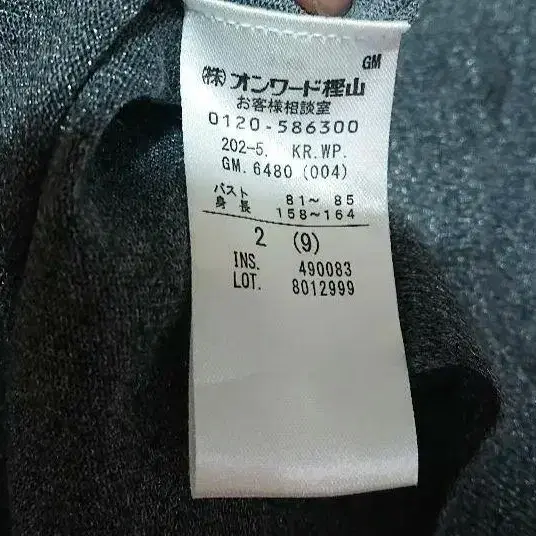 GM
(株)オンワード樫山
お客様相談室
0120-586300
202-5. KR.WP.
GM.6480(004)
バスト 81~ 85
身長 158~164
2 (9)
INS. 490083
LOT. 8012999